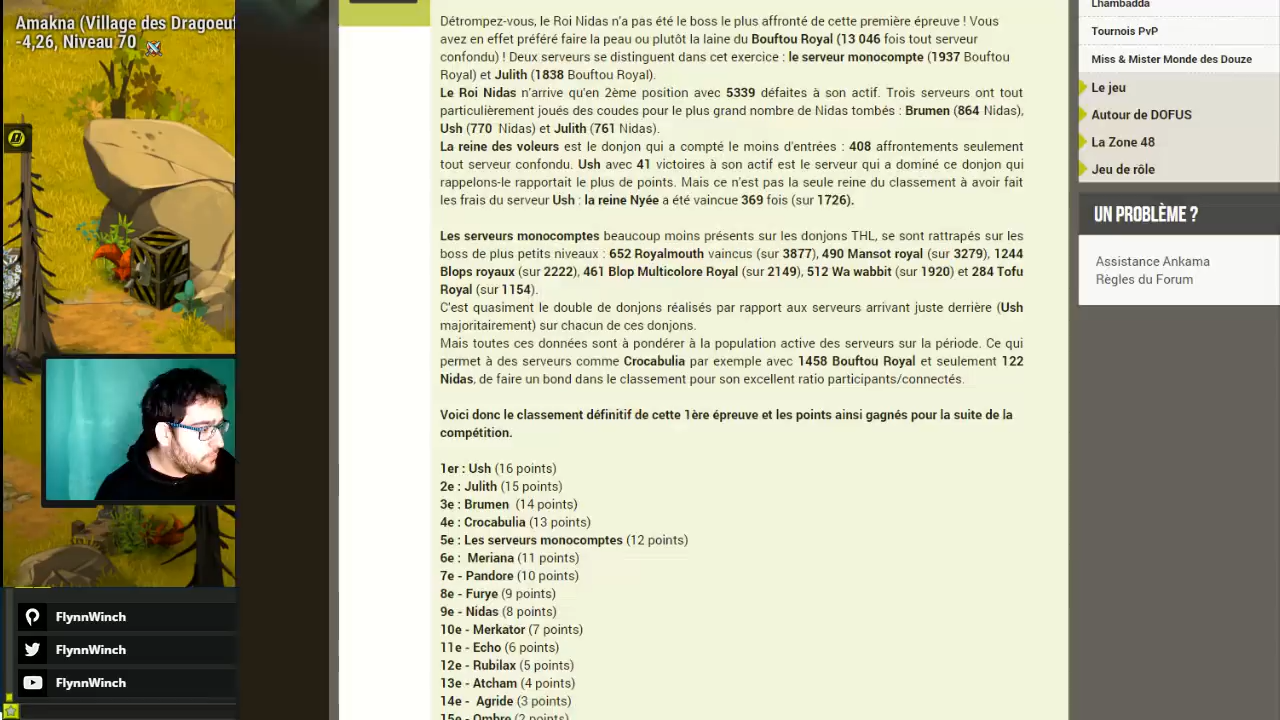 Amakna (Village des Dragoeuf
-4,26, Niveau 70
FlynnWinch
FlynnWinch
FlynnWinch
Détrompez-vous, le Roi Nidas n'a pas été le boss le plus affronté de cette première épreuve ! Vous
avez en effet préféré faire la peau ou plutôt la laine du Bouftou Royal (13 046 fois tout serveur
confondu) ! Deux serveurs se distinguent dans cet exercice : le serveur monocompte (1937 Bouftou
Royal) et Julith (1838 Bouftou Royal).
Le Roi Nidas n'arrive qu'en 2ème position avec 5339 défaites à son actif. Trois serveurs ont tout
particulièrement joués des coudes pour le plus grand nombre de Nidas tombés : Brumen (864 Nidas),
Ush (770 Nidas) et Julith (761 Nidas).
La reine des voleurs est le donjon qui a compté le moins d'entrées : 408 affrontements seulement
tout serveur confondu. Ush avec 41 victoires à son actif est le serveur qui a dominé ce donjon qui
rappelons-le rapportait le plus de points. Mais ce n'est pas la seule reine du classement à avoir fait
les frais du serveur Ush : la reine Nyée a été vaincue 369 fois (sur 1726).
Les serveurs monocomptes beaucoup moins présents sur les donjons THL, se sont rattrapés sur les
boss de plus petits niveaux : 652 Royalmouth vaincus (sur 3877), 490 Mansot royal (sur 3279), 1244
Blops royaux (sur 2222), 461 Blop Multicolore Royal (sur 2149), 512 Wa wabbit (sur 1920) et 284 Tofu
Royal (sur 1154).
C'est quasiment le double de donjons réalisés par rapport aux serveurs arrivant juste derrière (Ush
majoritairement) sur chacun de ces donjons.
Mais toutes ces données sont à pondérer à la population active des serveurs sur la période. Ce qui
permet à des serveurs comme Crocabulia par exemple avec 1458 Bouftou Royal et seulement 122
Nidas, de faire un bond dans le classement pour son excellent ratio participants/connectés.
Voici donc le classement définitif de cette 1ère épreuve et les points ainsi gagnés pour la suite de la
compétition.
1er : Ush (16 points)
2e : Julith (15 points)
3e : Brumen (14 points)
4e : Crocabulia (13 points)
5e : Les serveurs monocomptes (12 points)
6e : Meriana (11 points)
7e - Pandore (10 points)
8e - Furye (9 points)
9e - Nidas (8 points)
10e - Merkator (7 points)
11e - Echo (6 points)
12e - Rubilax (5 points)
13e - Atcham (4 points)
14e - Agride (3 points)
15e - Ombre (2 points)
Lhambadda
Tournois PvP
Miss & Mister Monde des Douze
Le jeu
Autour de DOFUS
La Zone 48
Jeu de rôle
UN PROBLÈME ?
Assistance Ankama
Règles du Forum